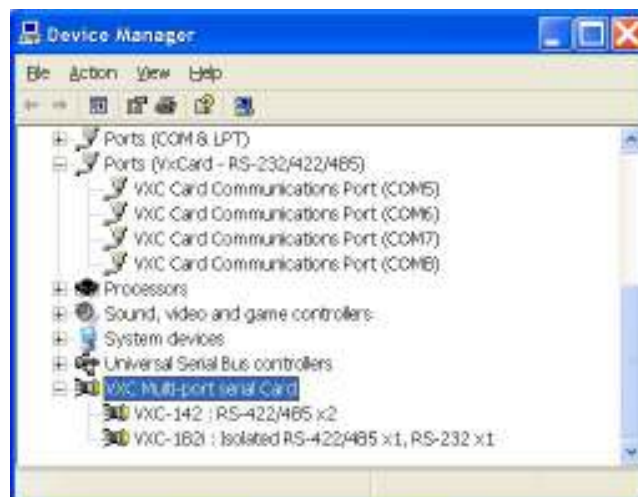 Device Manager
File Action View Help
Ports (COM & LPT)
Ports (VxCard - RS-232/422/485)
VXC Card Communications Port (COM5)
VXC Card Communications Port (COM6)
VXC Card Communications Port (COM7)
VXC Card Communications Port (COM8)
Processors
Sound, video and game controllers
System devices
Universal Serial Bus controllers
VXC Multi-port serial Card
VXC-142 : RS-422/485 x2
VXC-182i : Isolated RS-422/485 x1, RS-232 x1